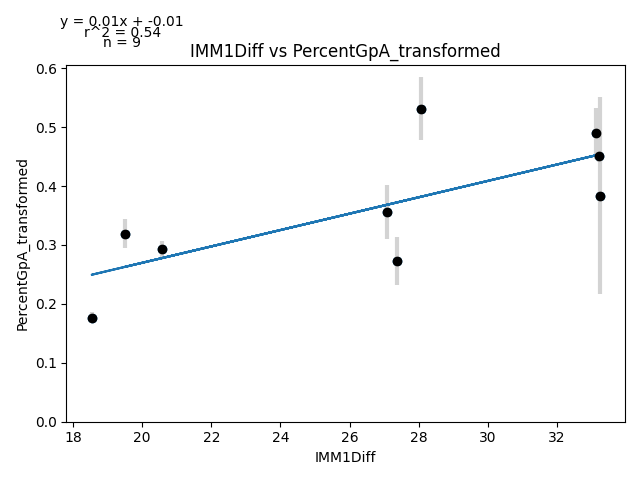 y = 0.01x + -0.01
r^2 = 0.54
n = 9
IMM1Diff vs PercentGpA_transformed
PercentGpA_transformed
0.6
0.5
0.4
0.3
0.2
0.1
0.0
18 20 22 24 26 28 30 32
IMM1Diff